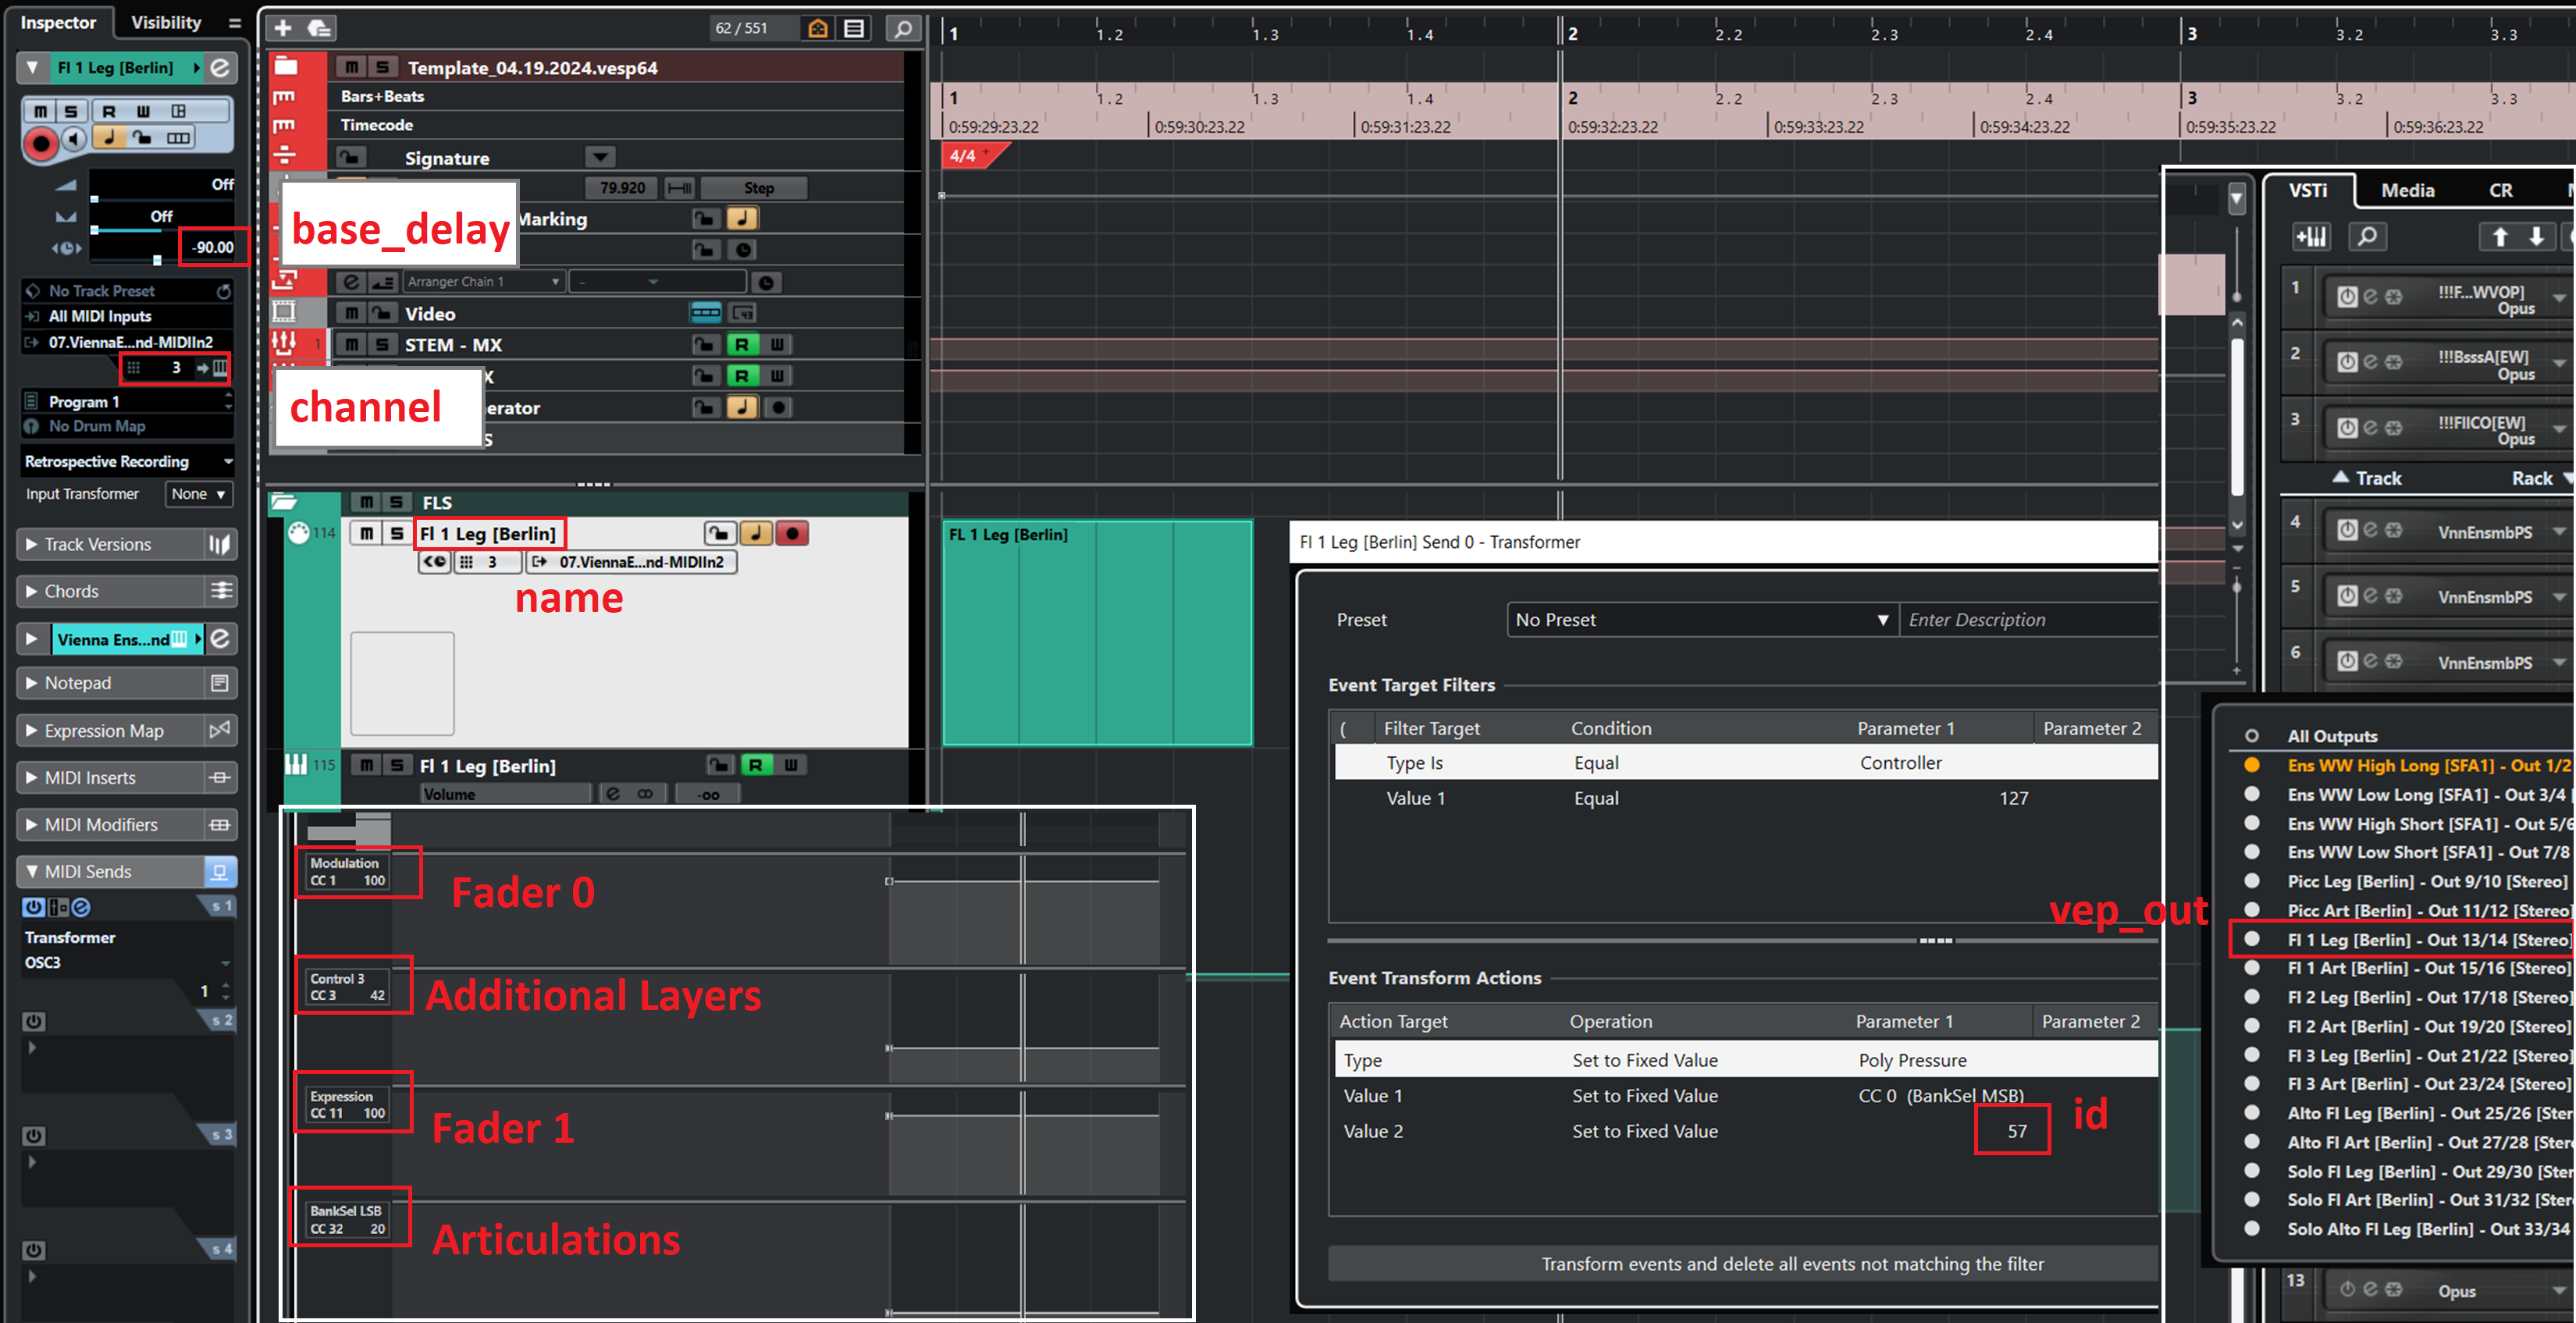 Inspector
Visibility
Fl 1 Leg [Berlin]
M S R W
Off
Off
-90.00
No Track Preset
All MIDI Inputs
07.ViennaE...nd-MIDIIn2
3
Program 1
No Drum Map
Retrospective Recording
Input Transformer None
Track Versions
Chords
Vienna Ens...nd
Notepad
Expression Map
MIDI Inserts
MIDI Modifiers
MIDI Sends
s 1
Transformer
OSC3
1
s 2
s 3
s 4
62 / 551
M S Template_04.19.2024.vesp64
Bars+Beats
Timecode
Signature
79.920 Step
base_delay
Marking
Arranger Chain 1 -
M Video
1 M S STEM - MX R W
X R W
channel
erator
S
M S FLS
114 M S Fl 1 Leg [Berlin]
3 07.ViennaE...nd-MIDIIn2
name
115 M S Fl 1 Leg [Berlin] R W
Volume -oo
Modulation
CC 1 100
Fader 0
Control 3
CC 3 42
Additional Layers
Expression
CC 11 100
Fader 1
BankSel LSB
CC 32 20
Articulations
1 1.2 1.3 1.4 2 2.2 2.3 2.4 3 3.2 3.3
1 1.2 1.3 1.4 2 2.2 2.3 2.4 3 3.2 3.3
0:59:29:23.22 0:59:30:23.22 0:59:31:23.22 0:59:32:23.22 0:59:33:23.22 0:59:34:23.22 0:59:35:23.22 0:59:36:23.22
4/4
FL 1 Leg [Berlin]
Fl 1 Leg [Berlin] Send 0 - Transformer
Preset No Preset Enter Description
Event Target Filters
( Filter Target Condition Parameter 1 Parameter 2
Type Is Equal Controller
Value 1 Equal 127
Event Transform Actions
Action Target Operation Parameter 1 Parameter 2
Type Set to Fixed Value Poly Pressure
Value 1 Set to Fixed Value CC 0 (BankSel MSB)
Value 2 Set to Fixed Value 57
id
Transform events and delete all events not matching the filter
VSTi Media CR
1 !!!F...WVOP]
Opus
2 !!!BsssA[EW]
Opus
3 !!!FlICO[EW]
Opus
Track Rack
4 VnnEnsmbPS
5 VnnEnsmbPS
6 VnnEnsmbPS
All Outputs
Ens WW High Long [SFA1] - Out 1/2
Ens WW Low Long [SFA1] - Out 3/4
Ens WW High Short [SFA1] - Out 5/6
Ens WW Low Short [SFA1] - Out 7/8
Picc Leg [Berlin] - Out 9/10 [Stereo]
Picc Art [Berlin] - Out 11/12 [Stereo]
vep_out
Fl 1 Leg [Berlin] - Out 13/14 [Stereo]
Fl 1 Art [Berlin] - Out 15/16 [Stereo]
Fl 2 Leg [Berlin] - Out 17/18 [Stereo]
Fl 2 Art [Berlin] - Out 19/20 [Stereo]
Fl 3 Leg [Berlin] - Out 21/22 [Stereo]
Fl 3 Art [Berlin] - Out 23/24 [Stereo]
Alto Fl Leg [Berlin] - Out 25/26 [Ster
Alto Fl Art [Berlin] - Out 27/28 [Ster
Solo Fl Leg [Berlin] - Out 29/30 [Ster
Solo Fl Art [Berlin] - Out 31/32 [Ster
Solo Alto Fl Leg [Berlin] - Out 33/34
13 Opus